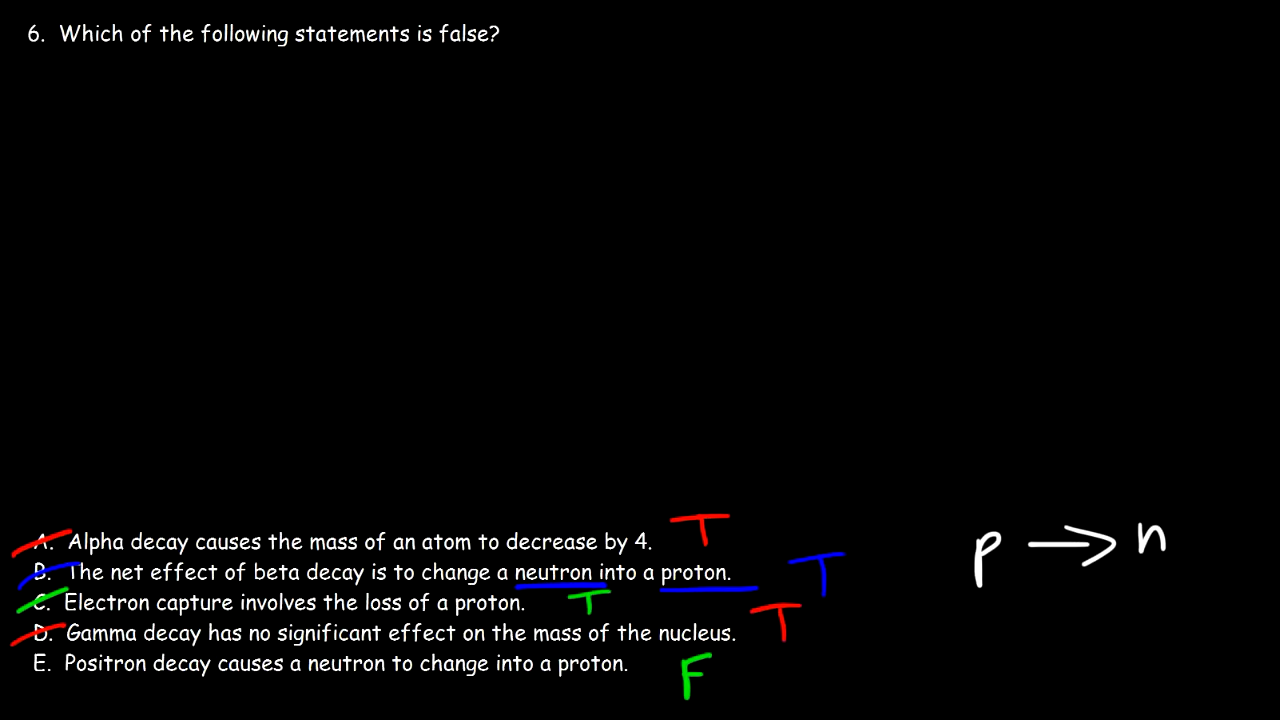 6. Which of the following statements is false?
A. Alpha decay causes the mass of an atom to decrease by 4. T
B. The net effect of beta decay is to change a neutron into a proton. T
C. Electron capture involves the loss of a proton. T
D. Gamma decay has no significant effect on the mass of the nucleus. T
E. Positron decay causes a neutron to change into a proton. F
p → n